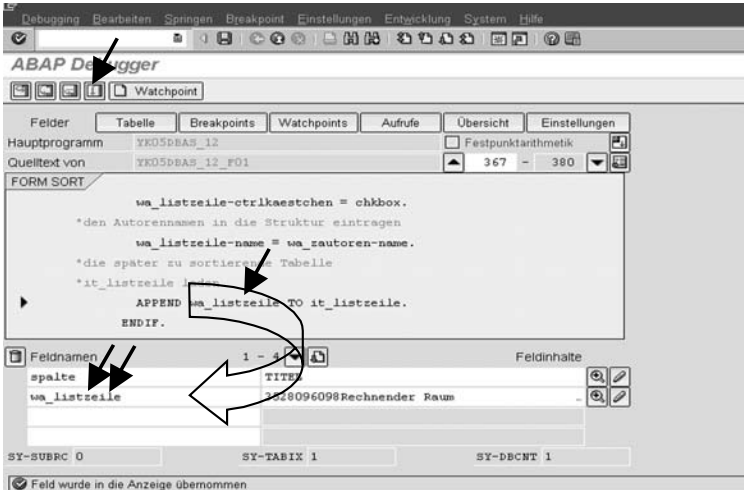 Debugging Bearbeiten Springen Breakpoint Einstellungen Entwicklung System Hilfe
ABAP Debugger
Watchpoint
Felder Tabelle Breakpoints Watchpoints Aufrufe Übersicht Einstellungen
Hauptprogramm YK05DBAS_12 Festpunktarithmetik
Quelltext von YK05DBAS_12_F01 367 - 380
FORM SORT
wa_listzeile-ctrlkaestchen = chkbox.
*den Autorennamen in die Struktur eintragen
wa_listzeile-name = wa_zautoren-name.
*die später zu sortierende Tabelle
*it_listzeile laden
APPEND wa_listzeile TO it_listzeile.
ENDIF.
Feldnamen 1 - 4 Feldinhalte
spalte TITEL
wa_listzeile 3528096098Rechnender Raum
SY-SUBRC 0 SY-TABIX 1 SY-DBCNT 1
Feld wurde in die Anzeige übernommen